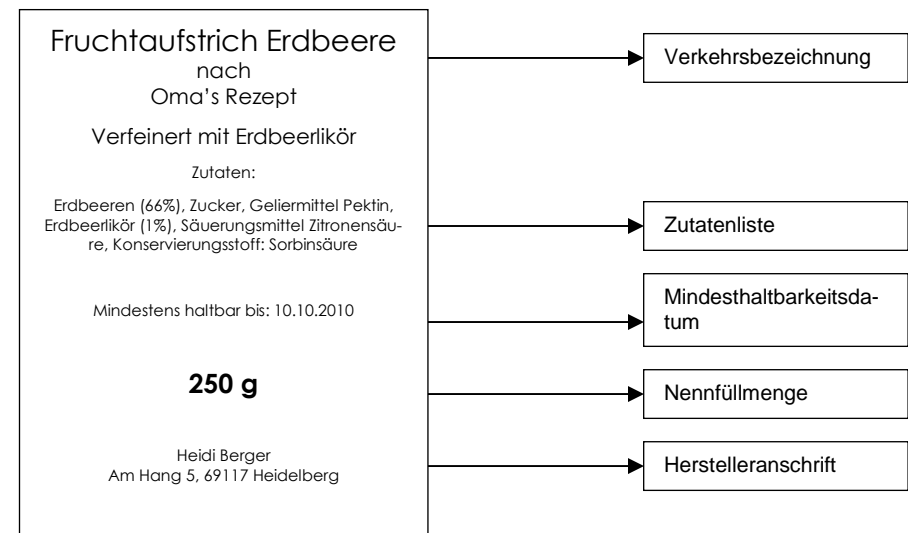 Fruchtaufstrich Erdbeere
nach
Oma's Rezept
Verfeinert mit Erdbeerlikör
Zutaten:
Erdbeeren (66%), Zucker, Geliermittel Pektin,
Erdbeerlikör (1%), Säuerungsmittel Zitronensäu-
re, Konservierungsstoff: Sorbinsäure
Mindestens haltbar bis: 10.10.2010
250 g
Heidi Berger
Am Hang 5, 69117 Heidelberg
Verkehrsbezeichnung
Zutatenliste
Mindesthaltbarkeitsda-
tum
Nennfüllmenge
Herstelleranschrift